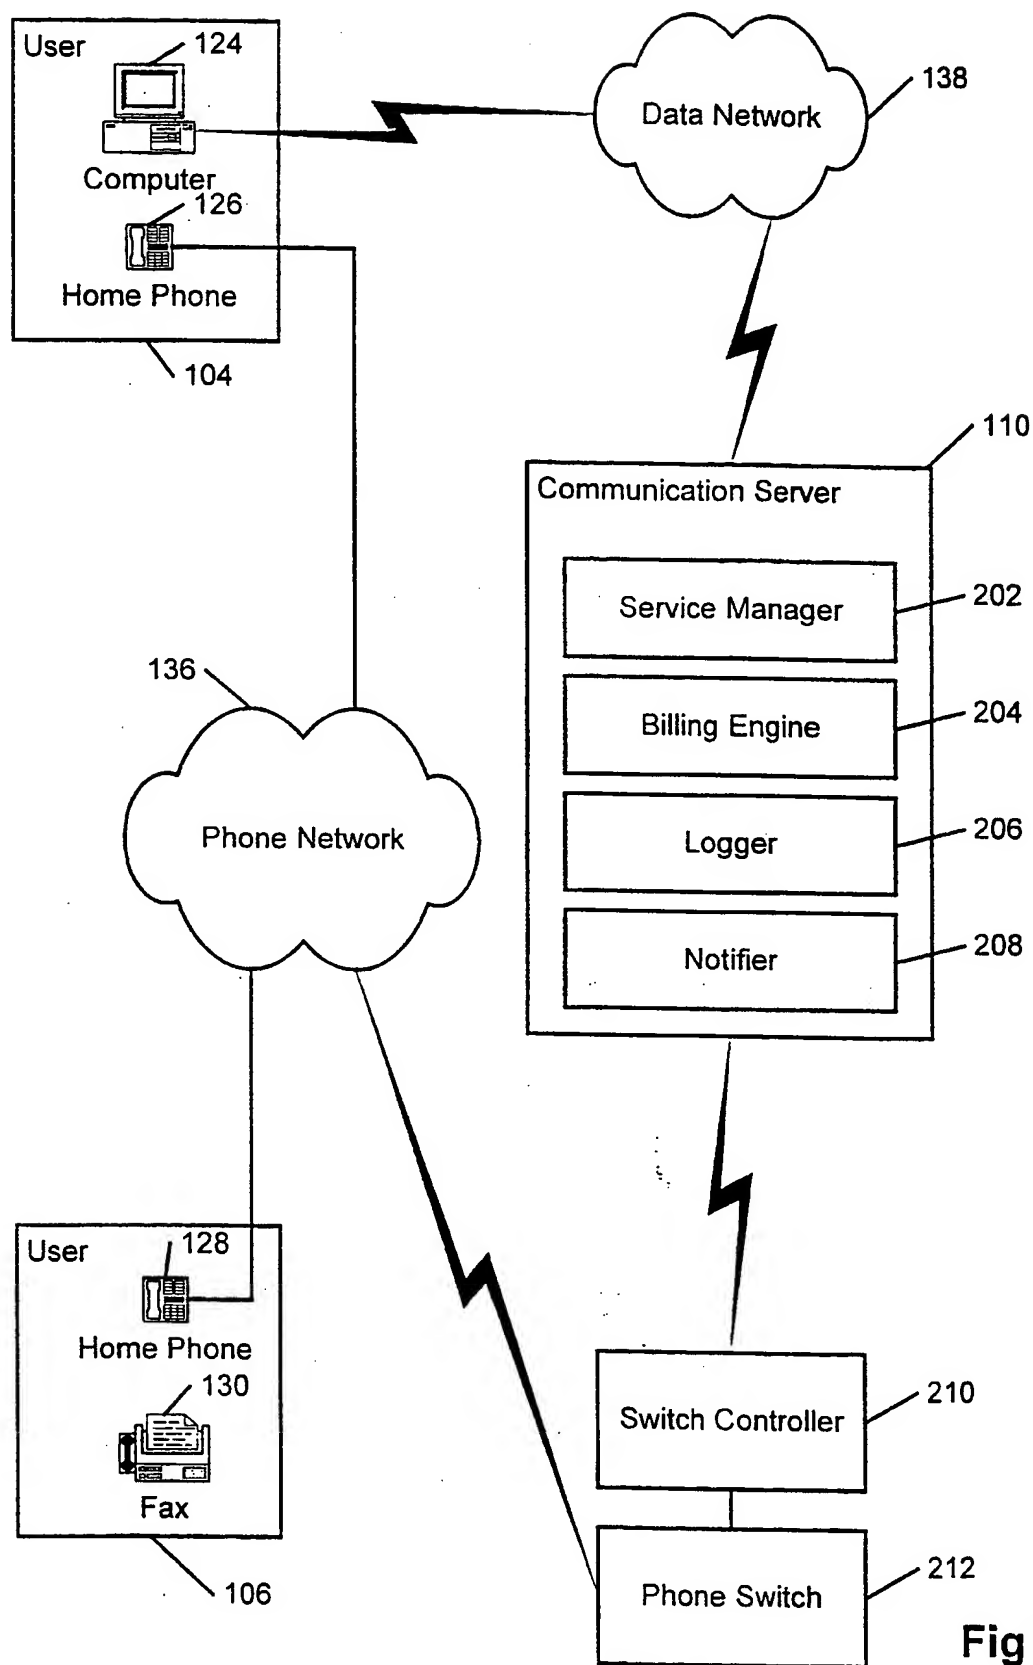 User
124
Computer
126
Home Phone
104
Data Network
138
110
Communication Server
Service Manager
202
Billing Engine
204
Logger
206
Notifier
208
136
Phone Network
User
128
Home Phone
130
Fax
106
Switch Controller
210
Phone Switch
212
Fig